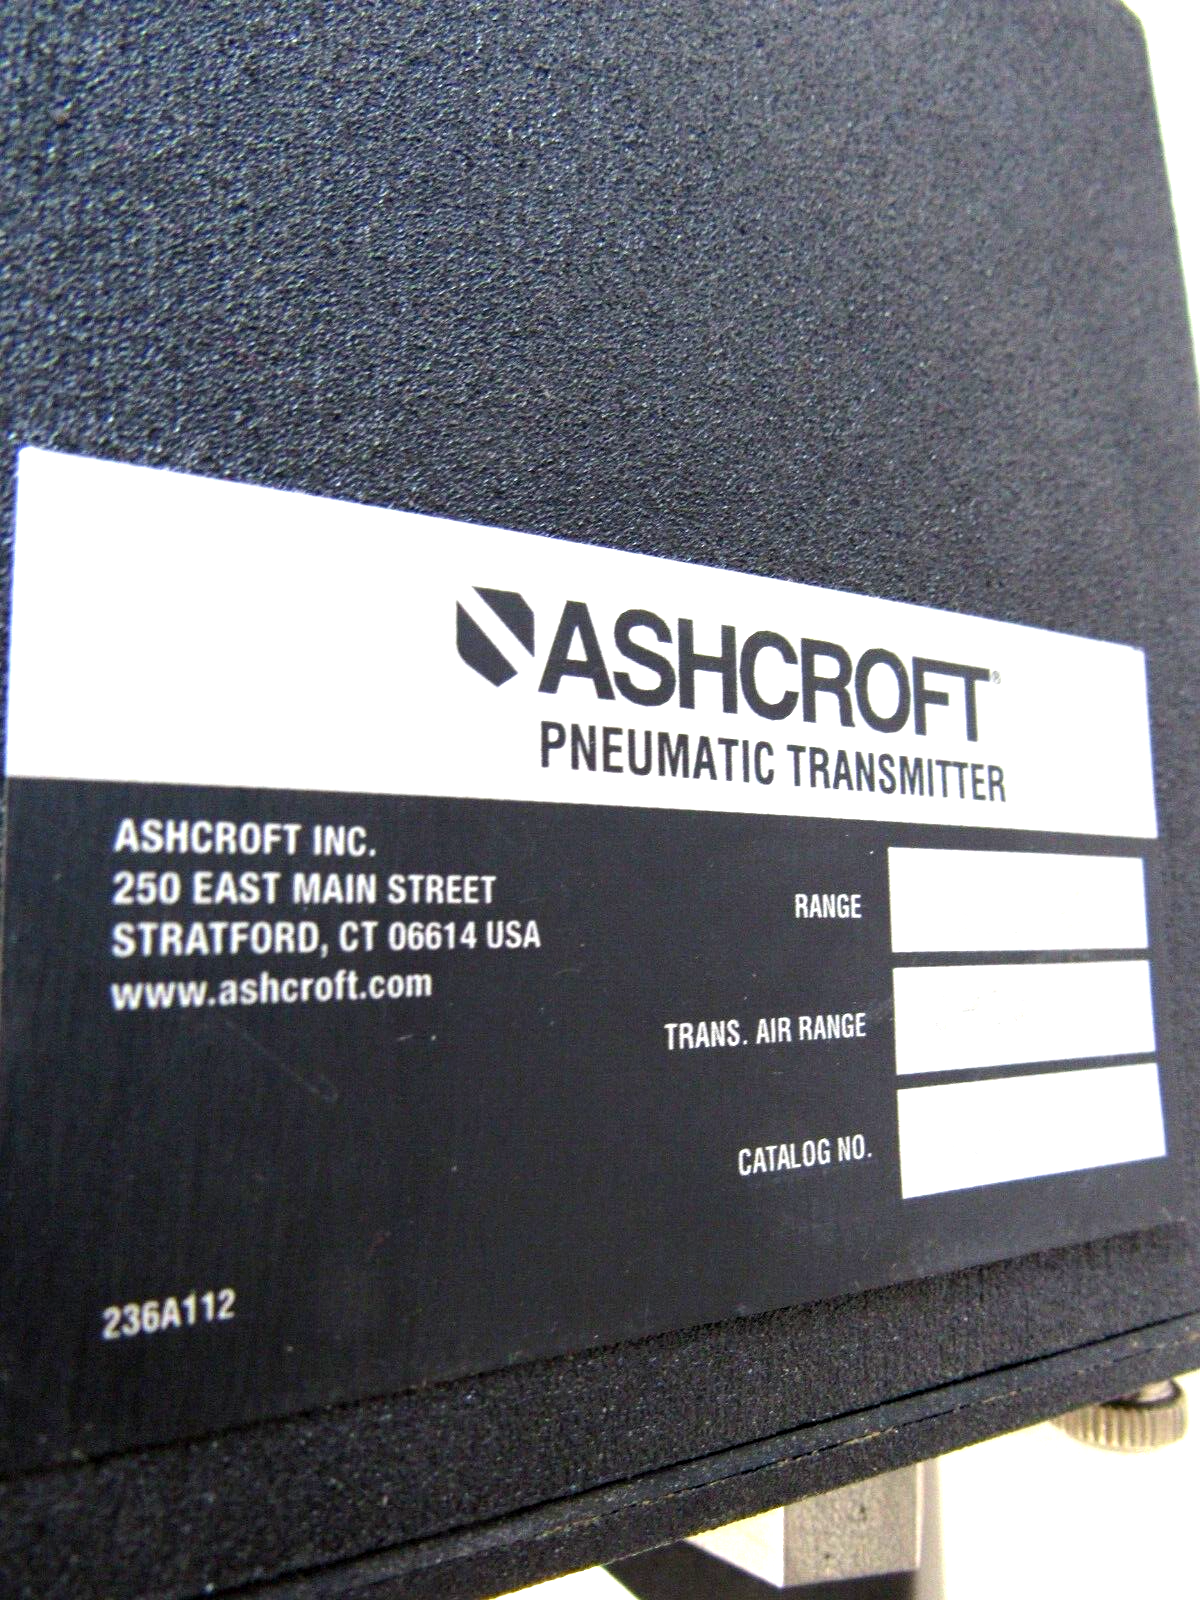 ASHCROFT®
PNEUMATIC TRANSMITTER
ASHCROFT INC.
250 EAST MAIN STREET
STRATFORD, CT 06614 USA
www.ashcroft.com
RANGE
TRANS. AIR RANGE
CATALOG NO.
236A112